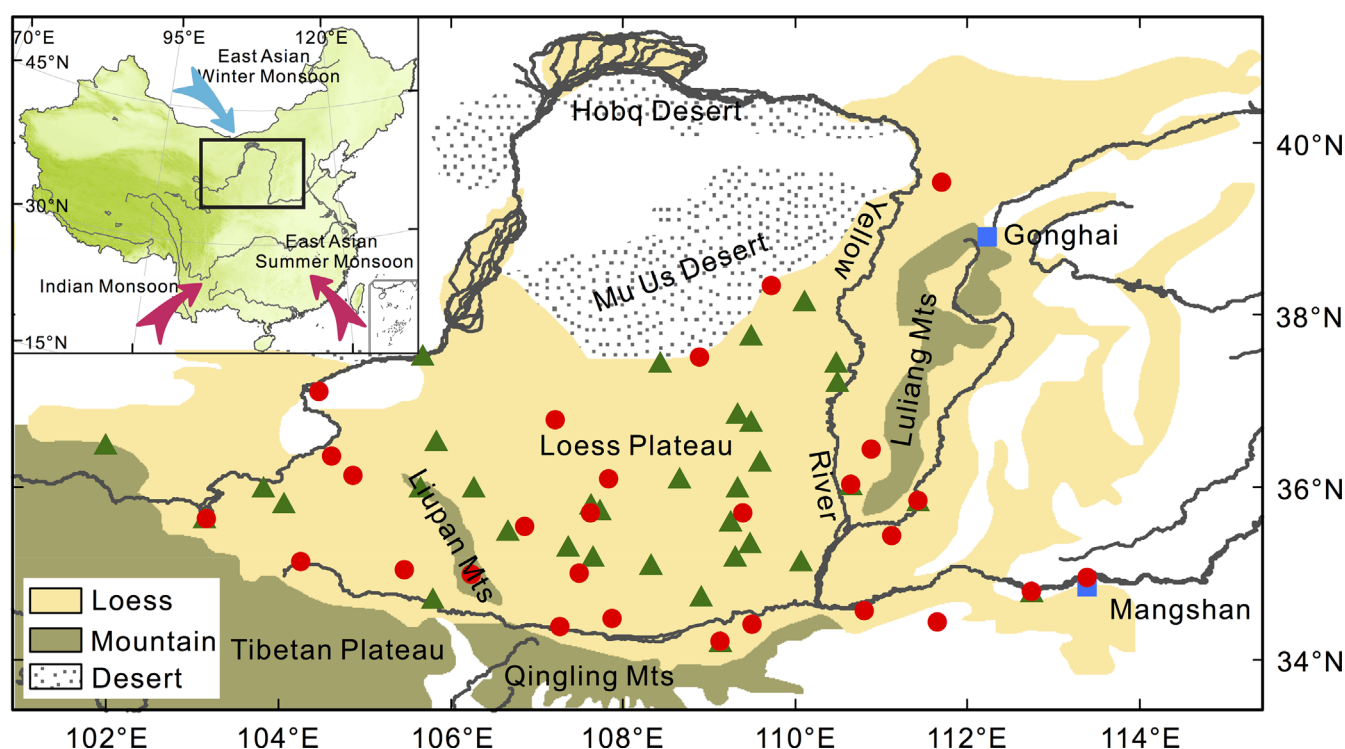 70°E
95°E
120°E
45°N
East Asian
Winter Monsoon
30°N
East Asian
Summer Monsoon
Indian Monsoon
15°N
Hobq Desert
Mu Us Desert
Yellow
River
Gonghai
Luliang Mts
Loess Plateau
Liupan Mts
Mangshan
Tibetan Plateau
Qingling Mts
Loess
Mountain
Desert
40°N
38°N
36°N
34°N
102°E
104°E
106°E
108°E
110°E
112°E
114°E